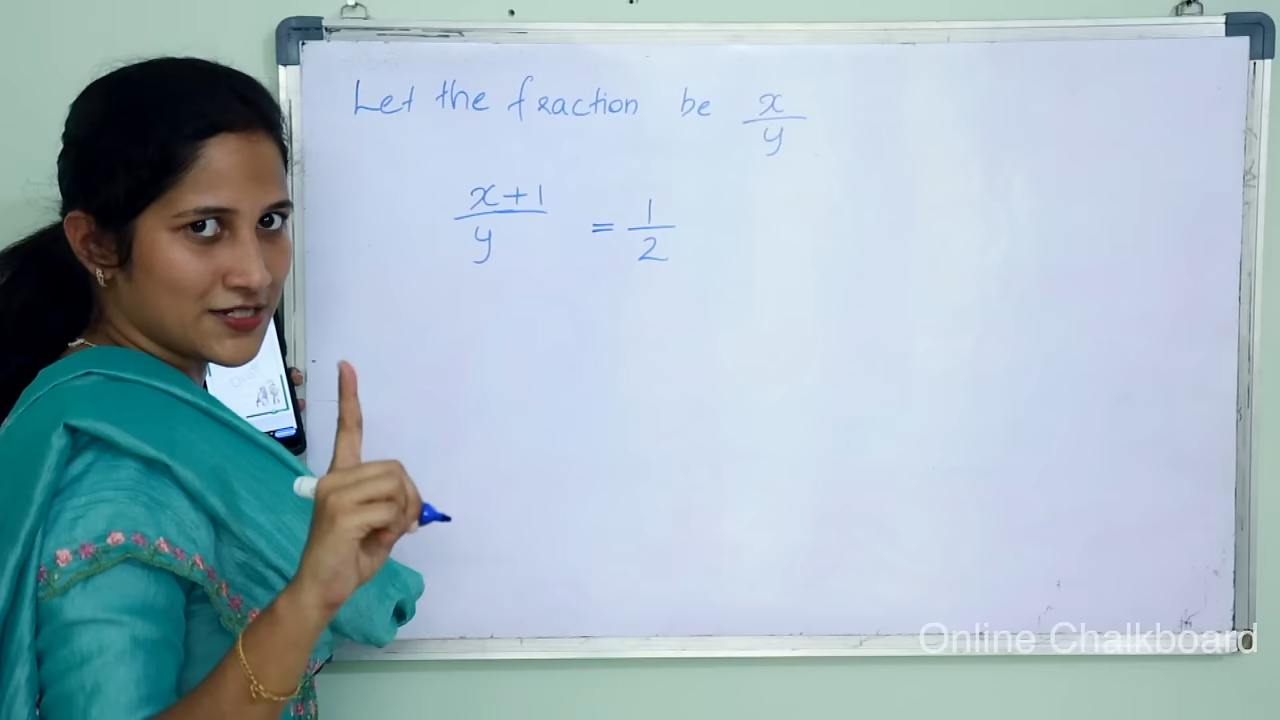 Let the fraction be x/y
x+1/y = 1/2
Online Chalkboard